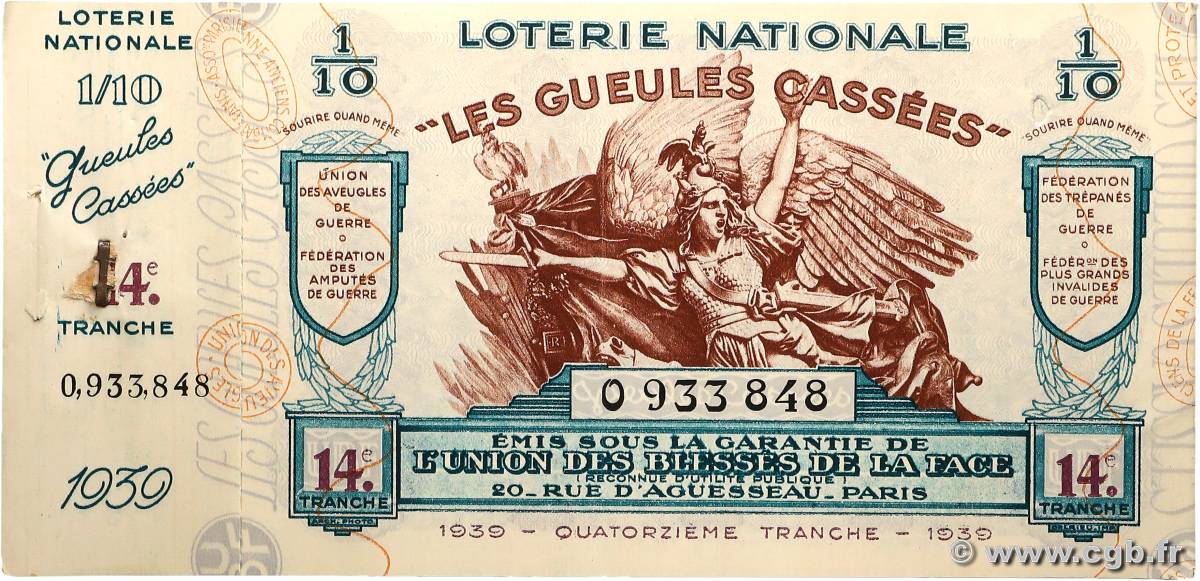 LOTERIE
NATIONALE
1/10
"Gueules
Cassées"
14e.
TRANCHE
0,933,848
1939
LOTERIE NATIONALE
"LES GUEULES CASSÉES"
1/10
"SOURIRE QUAND MÊME"
UNION
DES AVEUGLES
DE
GUERRE
FÉDÉRATION
DES
AMPUTÉS
DE GUERRE
1/10
"SOURIRE QUAND MÊME"
FÉDÉRATION
DES TRÉPANÉS
DE
GUERRE
FÉDÉRON DES
PLUS GRANDS
INVALIDES
DE GUERRE
0 933 848
14e.
TRANCHE
ÉMIS SOUS LA GARANTIE DE
L'UNION DES BLESSÉS DE LA FACE
(RECONNUE D'UTILITÉ PUBLIQUE)
20_RUE D'AGUESSEAU_PARIS
14e.
TRANCHE
1939 - QUATORZIÈME TRANCHE - 1939
© www.cgb.fr